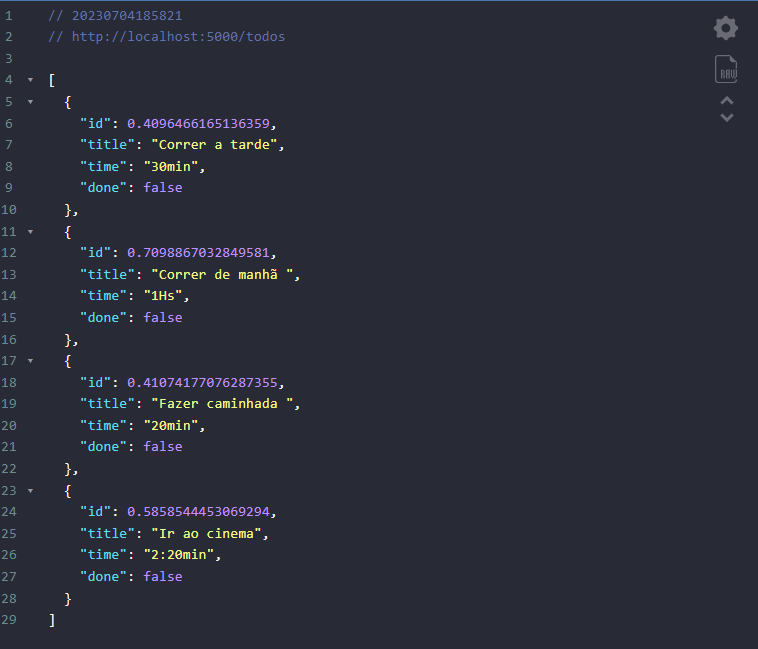 1 // 20230704185821
2 // http://localhost:5000/todos
3
4 [
5 {
6 "id": 0.4096466165136359,
7 "title": "Correr a tarde",
8 "time": "30min",
9 "done": false
10 },
11 {
12 "id": 0.7098867032849581,
13 "title": "Correr de manhã ",
14 "time": "1Hs",
15 "done": false
16 },
17 {
18 "id": 0.41074177076287355,
19 "title": "Fazer caminhada ",
20 "time": "20min",
21 "done": false
22 },
23 {
24 "id": 0.5858544453069294,
25 "title": "Ir ao cinema",
26 "time": "2:20min",
27 "done": false
28 }
29 ]
RAW